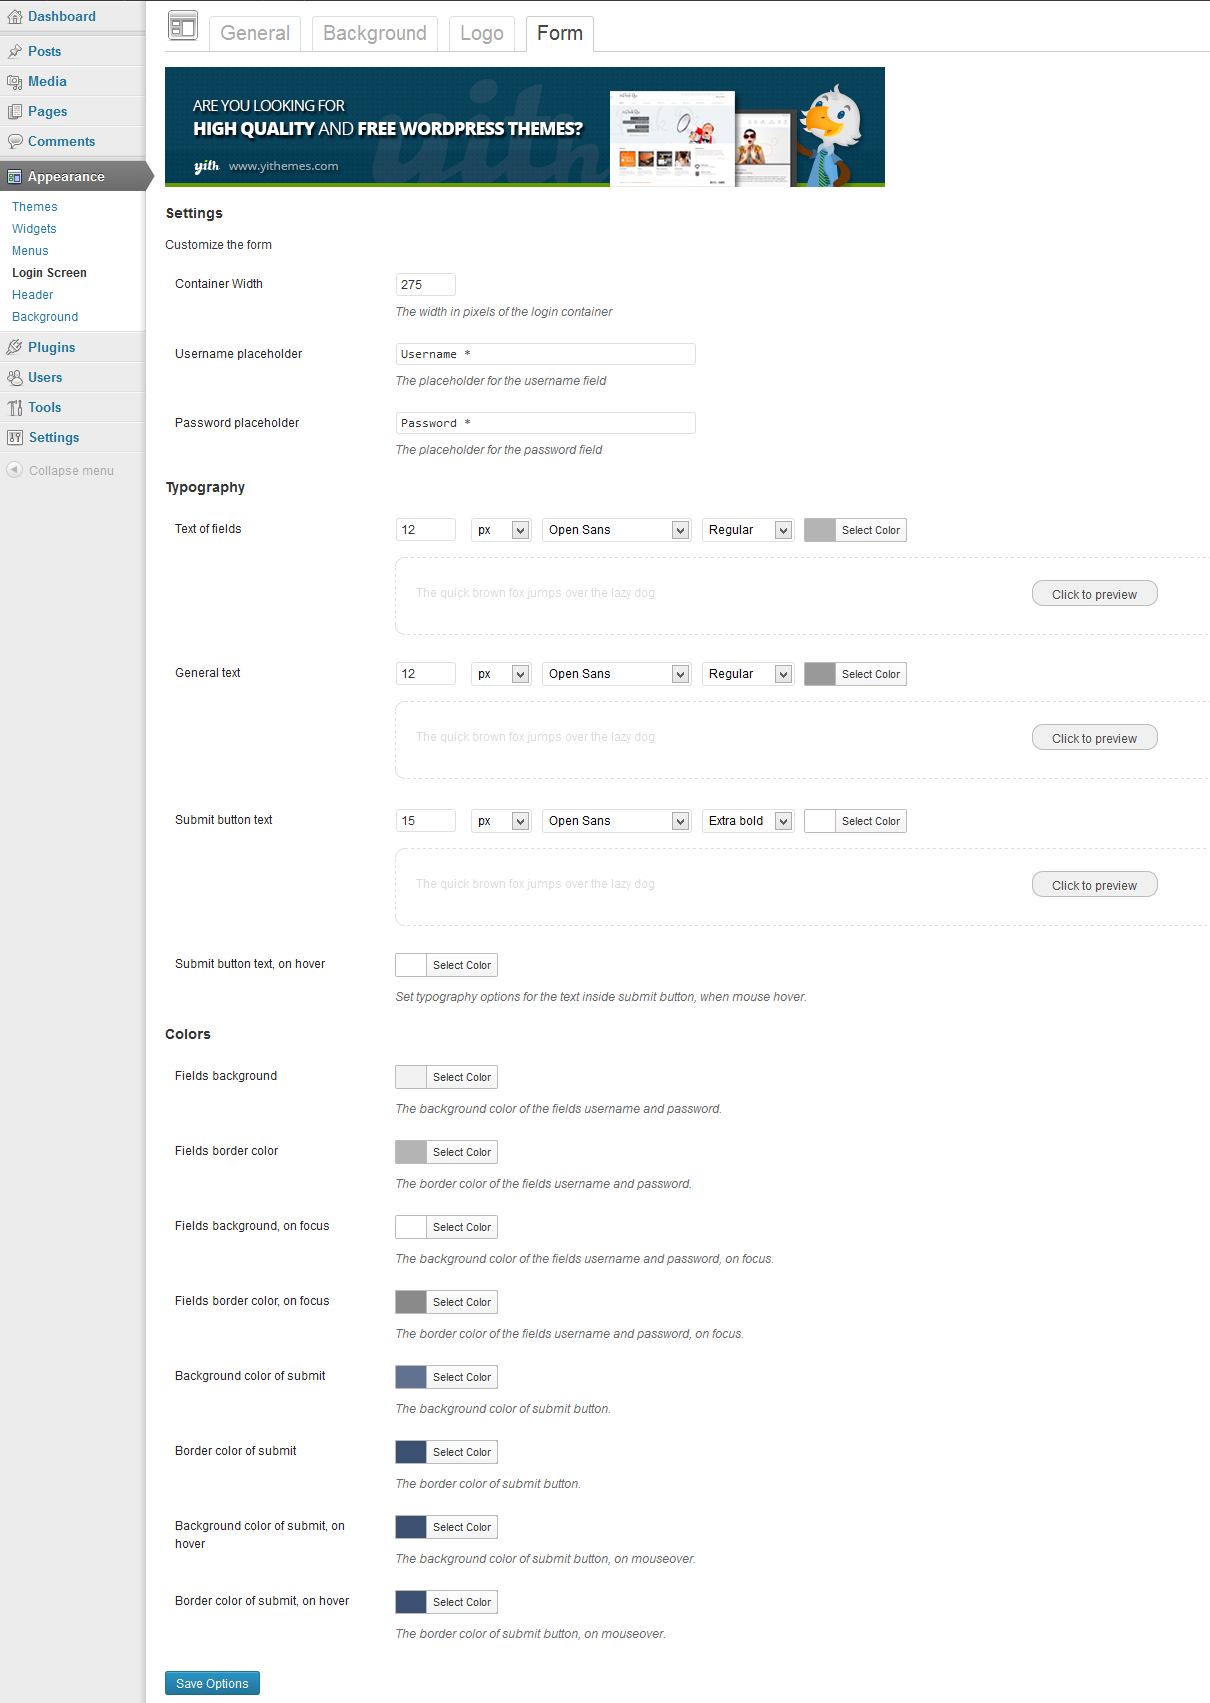 Dashboard
Posts
Media
Pages
Comments
Appearance
Themes
Widgets
Menus
Login Screen
Header
Background
Plugins
Users
Tools
Settings
Collapse menu
General Background Logo Form
ARE YOU LOOKING FOR
HIGH QUALITY AND FREE WORDPRESS THEMES?
yith www.yithemes.com
Settings
Customize the form
Container Width 275
The width in pixels of the login container
Username placeholder Username *
The placeholder for the username field
Password placeholder Password *
The placeholder for the password field
Typography
Text of fields 12 px Open Sans Regular Select Color
The quick brown fox jumps over the lazy dog Click to preview
General text 12 px Open Sans Regular Select Color
The quick brown fox jumps over the lazy dog Click to preview
Submit button text 15 px Open Sans Extra bold Select Color
The quick brown fox jumps over the lazy dog Click to preview
Submit button text, on hover Select Color
Set typography options for the text inside submit button, when mouse hover.
Colors
Fields background Select Color
The background color of the fields username and password.
Fields border color Select Color
The border color of the fields username and password.
Fields background, on focus Select Color
The background color of the fields username and password, on focus.
Fields border color, on focus Select Color
The border color of the fields username and password, on focus.
Background color of submit Select Color
The background color of submit button.
Border color of submit Select Color
The border color of submit button.
Background color of submit, on Select Color
hover
The background color of submit button, on mouseover.
Border color of submit, on hover Select Color
The border color of submit button, on mouseover.
Save Options